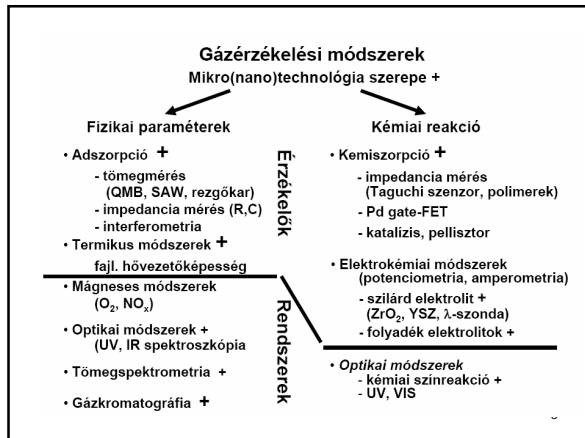 Gázérzékelési módszerek
Mikro(nano)technológia szerepe +
Fizikai paraméterek
• Adszorpció +
- tömegmérés
(QMB, SAW, rezgőkar)
- impedancia mérés (R,C)
- interferometria
• Termikus módszerek +
fajl. hővezetőképesség
• Mágneses módszerek
(O₂, NOₓ)
• Optikai módszerek +
(UV, IR spektroszkópia
• Tömegspektrometria +
• Gázkromatográfia +
Érzékelők
Rendszerek
Kémiai reakció
• Kemiszorpció +
- impedancia mérés
(Taguchi szenzor, polimerek)
- Pd gate-FET
- katalízis, pellisztor
• Elektrokémiai módszerek
(potenciometria, amperometria)
- szilárd elektrolit +
(ZrO₂, YSZ, λ-szonda)
- folyadék elektrolitok +
• Optikai módszerek
- kémiai színreakció +
- UV, VIS